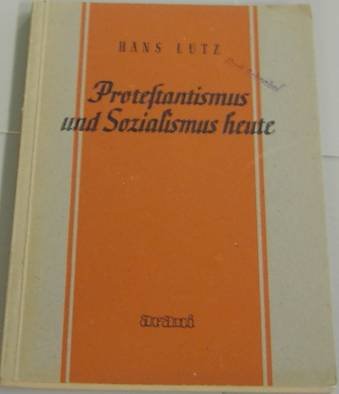 HANS LUTZ
Proteſtantismus
und Sozialismus heute
arani